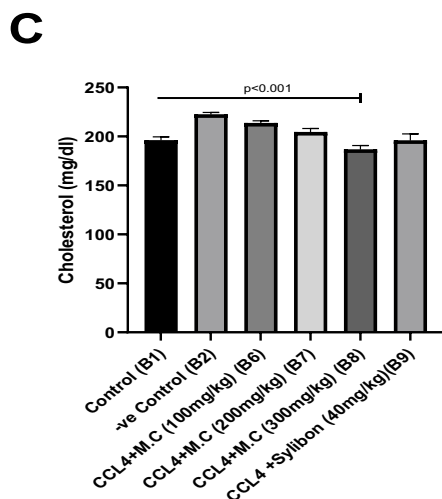 C
p<0.001
250
200
150
100
50
0
Cholesterol (mg/dl)
Control (B1)
-ve Control (B2)
CCL4+M.C (100mg/kg) (B6)
CCL4+M.C (200mg/kg) (B7)
CCL4+M.C (300mg/kg) (B8)
CCL4 +Sylibon (40mg/kg)(B9)